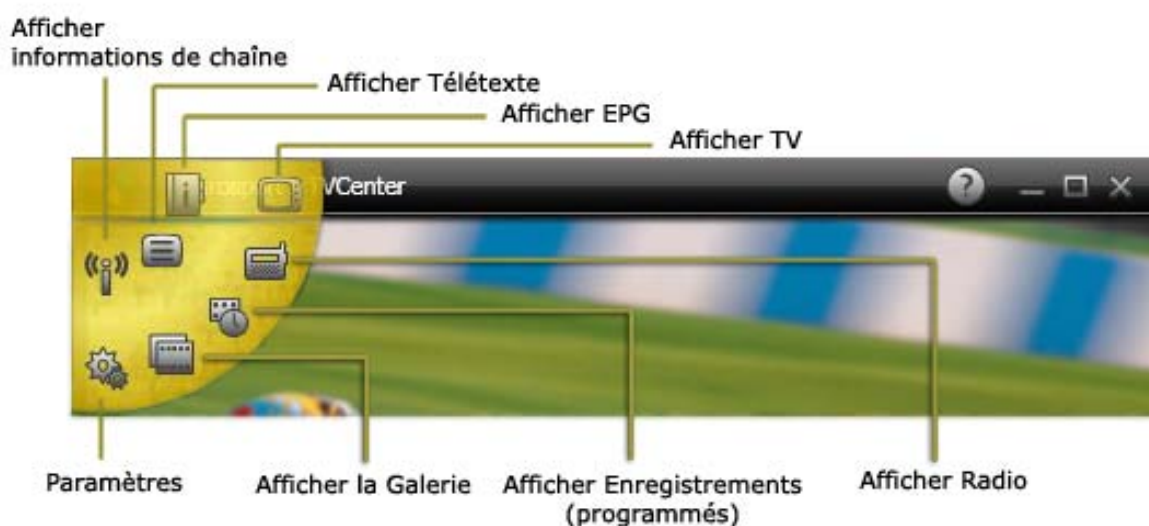 Afficher
informations de chaîne
Afficher Télétexte
Afficher EPG
Afficher TV
TVCenter
?
Paramètres
Afficher la Galerie
Afficher Enregistrements
(programmés)
Afficher Radio